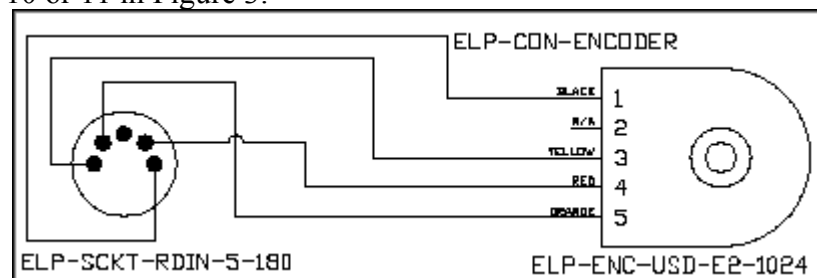 10 or 11 in Figure 3.
ELP-CON-ENCODER
BLACK 1
N/A 2
YELLOW 3
RED 4
ORANGE 5
ELP-SCKT-RDIN-5-180
ELP-ENC-USD-E2-1024